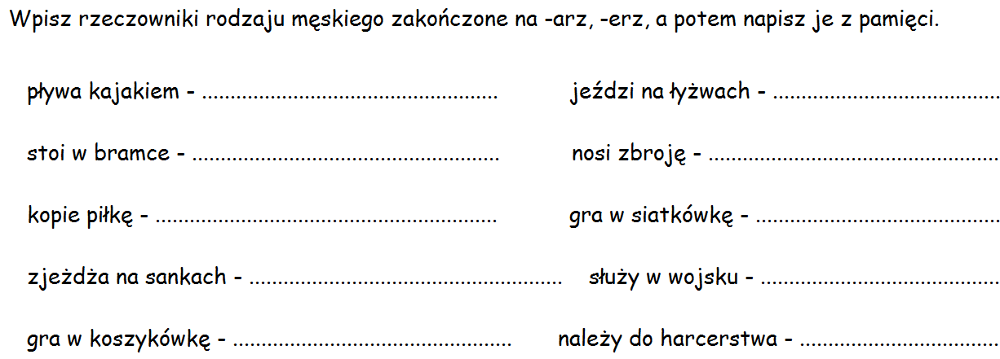 Wpisz rzeczowniki rodzaju męskiego zakończone na -arz, -erz, a potem napisz je z pamięci.
pływa kajakiem - .................................................... jeździ na łyżwach - ........................................
stoi w bramce - ...................................................... nosi zbroję - ...................................................
kopie piłkę - ............................................................ gra w siatkówkę - ...........................................
zjeżdża na sankach - ....................................................... służy w wojsku - ..........................................
gra w koszykówkę - ................................................. należy do harcerstwa - ...................................